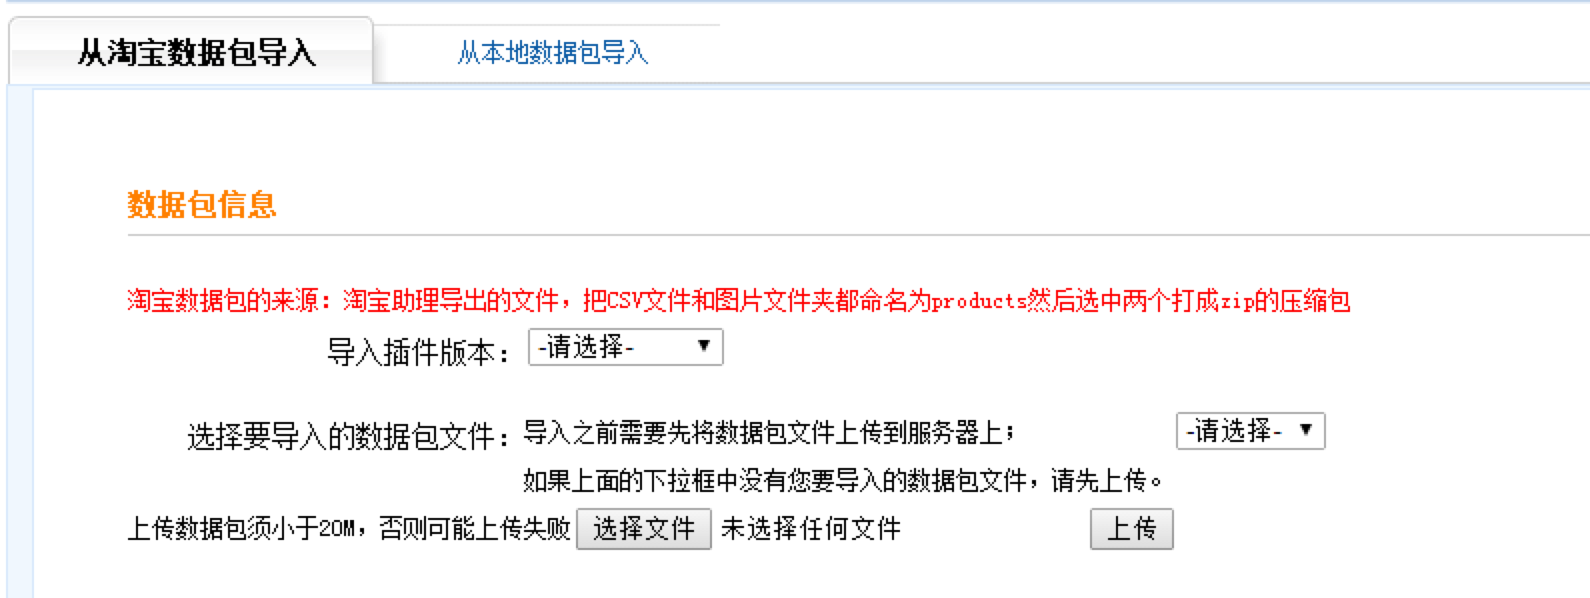 从淘宝数据包导入 从本地数据包导入
数据包信息
淘宝数据包的来源：淘宝助理导出的文件，把CSV文件和图片文件夹都命名为products然后选中两个打成zip的压缩包
导入插件版本： -请选择-
选择要导入的数据包文件：导入之前需要先将数据包文件上传到服务器上； -请选择-
如果上面的下拉框中没有您要导入的数据包文件，请先上传。
上传数据包须小于20M，否则可能上传失败 选择文件 未选择任何文件 上传